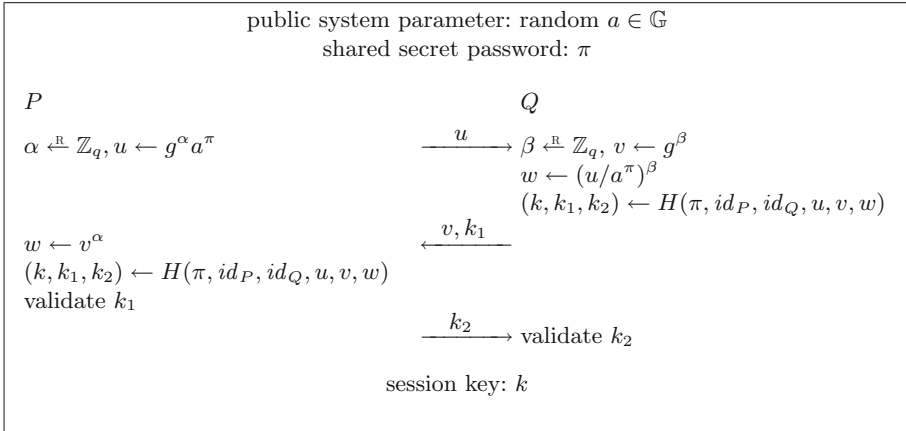 public system parameter: random a ∈ 𝔾
shared secret password: π
P Q
α ←ᴿ ℤ_q, u ← g^α a^π u β ←ᴿ ℤ_q, v ← g^β
w ← (u/a^π)^β
(k, k_1, k_2) ← H(π, id_P, id_Q, u, v, w)
w ← v^α v, k_1
(k, k_1, k_2) ← H(π, id_P, id_Q, u, v, w)
validate k_1
k_2 validate k_2
session key: k